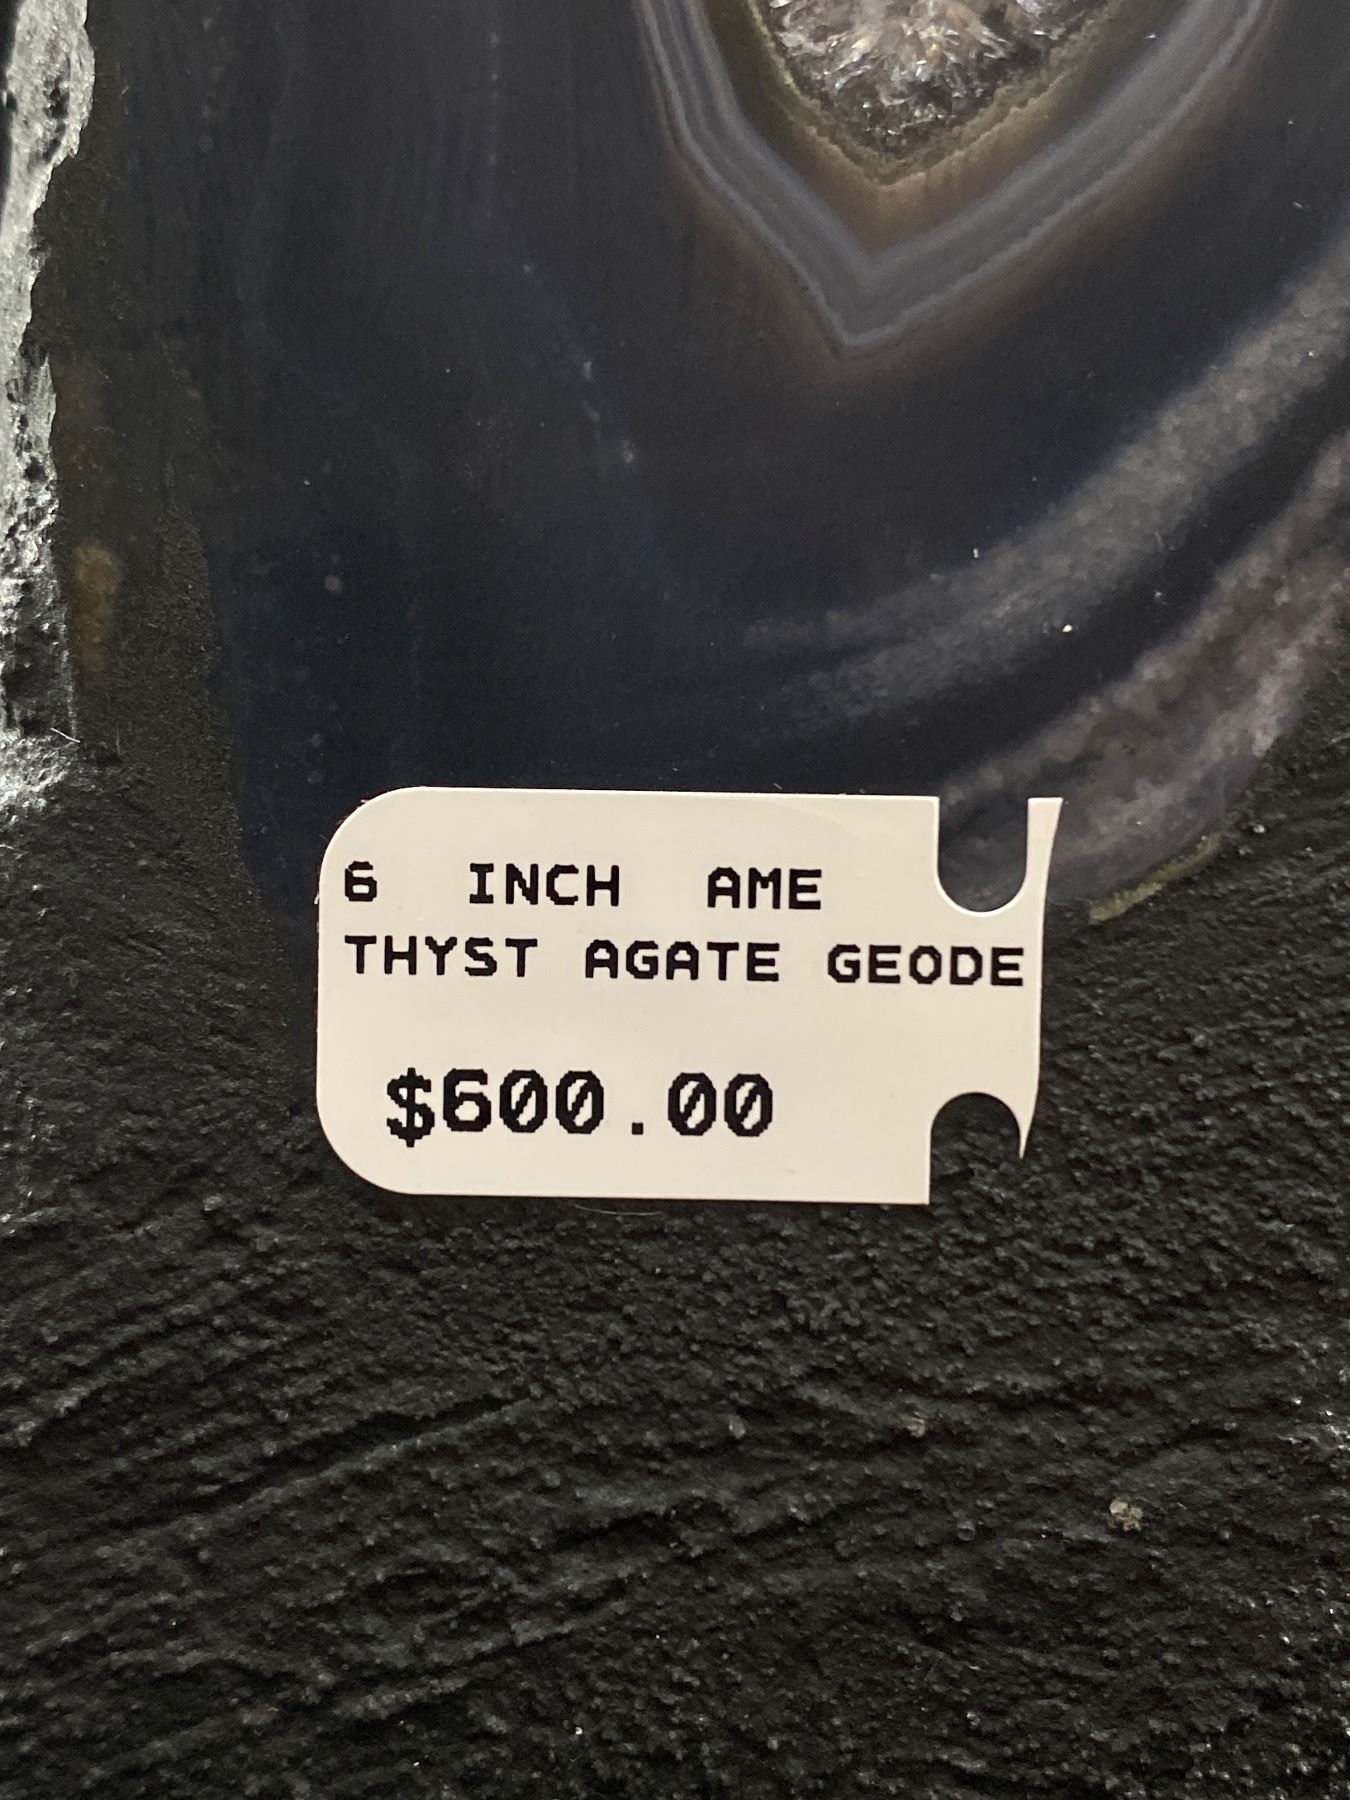 6 INCH AME
THYST AGATE GEODE
$600.00